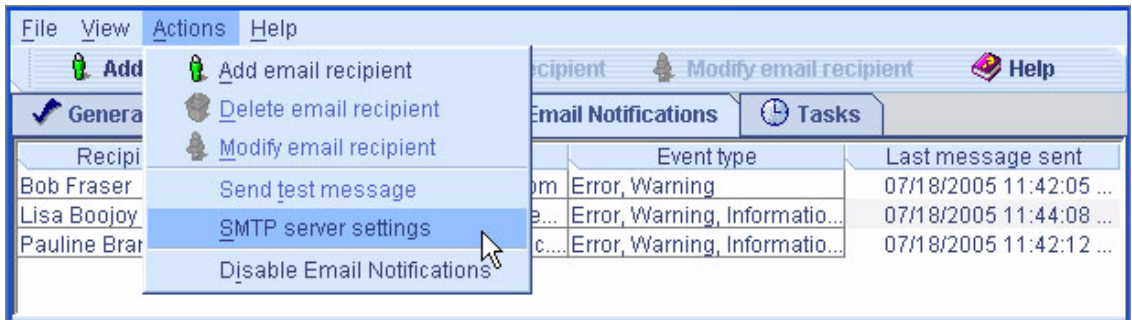 File View Actions Help
Add ecipient Modify email recipient Help
Add email recipient
Delete email recipient
Modify email recipient
Send test message
SMTP server settings
Disable Email Notifications
Genera Email Notifications Tasks
Recipi Event type Last message sent
Bob Fraser om Error, Warning 07/18/2005 11:42:05 ...
Lisa Boojoy e... Error, Warning, Informatio... 07/18/2005 11:44:08 ...
Pauline Bran c.... Error, Warning, Informatio... 07/18/2005 11:42:12 ...